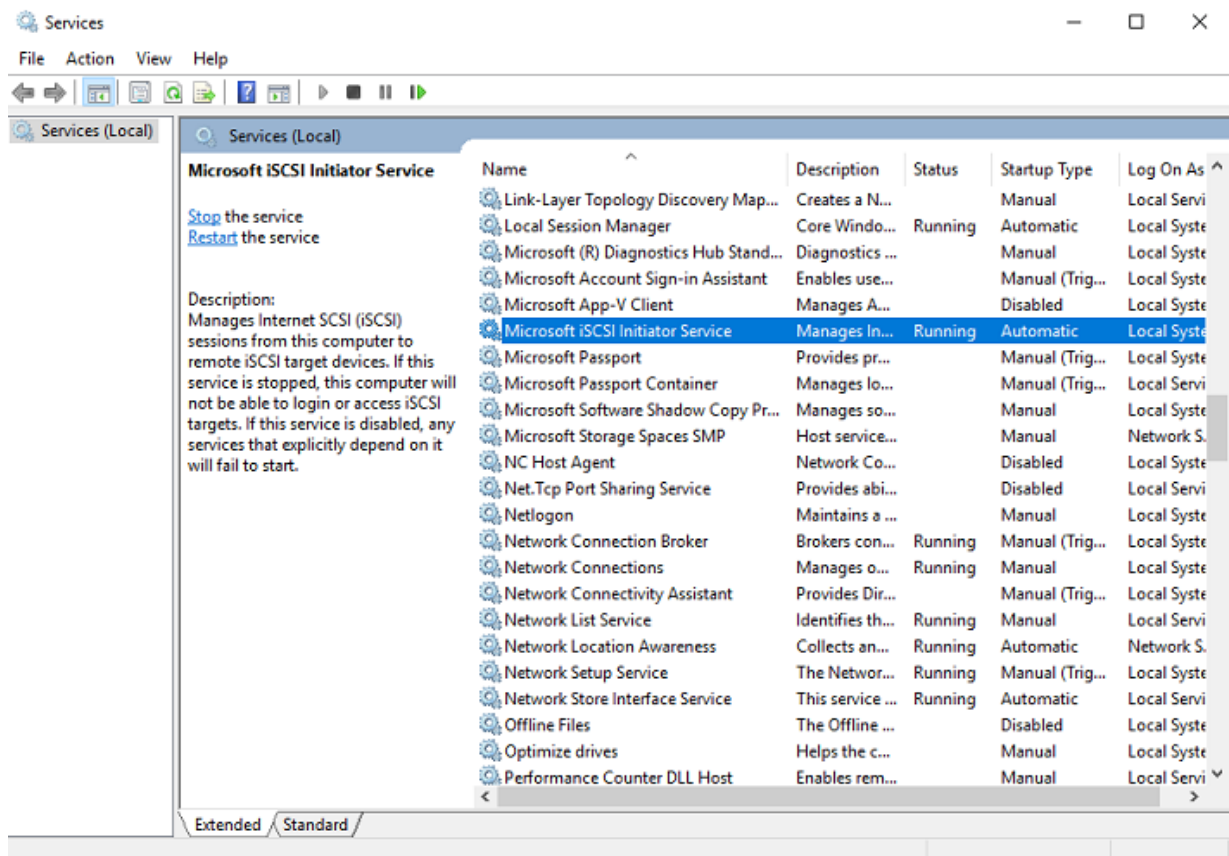 Services
File Action View Help
Services (Local)
Services (Local)
Microsoft iSCSI Initiator Service
Stop the service
Restart the service
Description:
Manages Internet SCSI (iSCSI)
sessions from this computer to
remote iSCSI target devices. If this
service is stopped, this computer will
not be able to login or access iSCSI
targets. If this service is disabled, any
services that explicitly depend on it
will fail to start.
Name Description Status Startup Type Log On As
Link-Layer Topology Discovery Map... Creates a N... Manual Local Servi
Local Session Manager Core Windo... Running Automatic Local Syste
Microsoft (R) Diagnostics Hub Stand... Diagnostics ... Manual Local Syste
Microsoft Account Sign-in Assistant Enables use... Manual (Trig... Local Syste
Microsoft App-V Client Manages A... Disabled Local Syste
Microsoft iSCSI Initiator Service Manages In... Running Automatic Local Syste
Microsoft Passport Provides pr... Manual (Trig... Local Syste
Microsoft Passport Container Manages lo... Manual (Trig... Local Servi
Microsoft Software Shadow Copy Pr... Manages so... Manual Local Syste
Microsoft Storage Spaces SMP Host service... Manual Network S.
NC Host Agent Network Co... Disabled Local Syste
Net.Tcp Port Sharing Service Provides abi... Disabled Local Servi
Netlogon Maintains a ... Manual Local Syste
Network Connection Broker Brokers con... Running Manual (Trig... Local Syste
Network Connections Manages o... Running Manual Local Syste
Network Connectivity Assistant Provides Dir... Manual (Trig... Local Syste
Network List Service Identifies th... Running Manual Local Servi
Network Location Awareness Collects an... Running Automatic Network S.
Network Setup Service The Networ... Running Manual (Trig... Local Syste
Network Store Interface Service This service ... Running Automatic Local Servi
Offline Files The Offline ... Disabled Local Syste
Optimize drives Helps the c... Manual Local Syste
Performance Counter DLL Host Enables rem... Manual Local Servi
Extended Standard